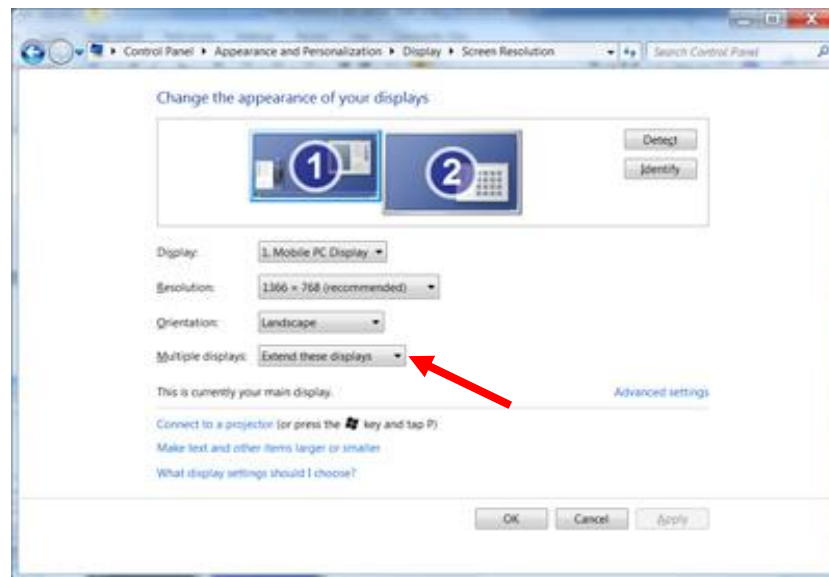 Control Panel ▸ Appearance and Personalization ▸ Display ▸ Screen Resolution
Search Control Panel
Change the appearance of your displays
1
2
Detect
Identify
Display: 1. Mobile PC Display
Resolution: 1366 × 768 (recommended)
Orientation: Landscape
Multiple displays: Extend these displays
This is currently your main display.
Advanced settings
Connect to a projector (or press the key and tap P)
Make text and other items larger or smaller
What display settings should I choose?
OK
Cancel
Apply